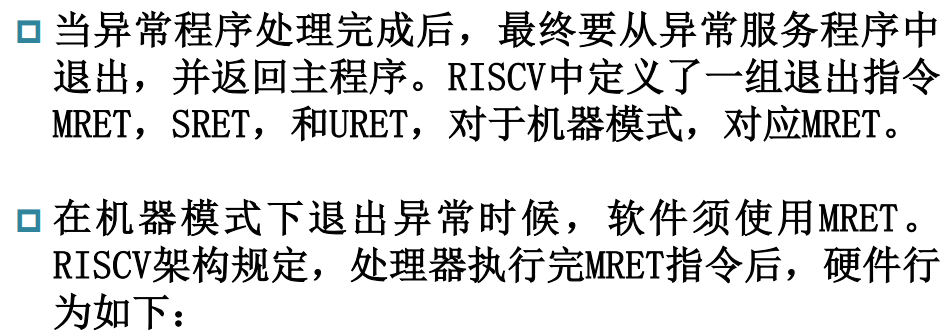 当异常程序处理完成后，最终要从异常服务程序中
退出，并返回主程序。RISCV中定义了一组退出指令
MRET，SRET，和URET，对于机器模式，对应MRET。
在机器模式下退出异常时候，软件须使用MRET。
RISCV架构规定，处理器执行完MRET指令后，硬件行
为如下：